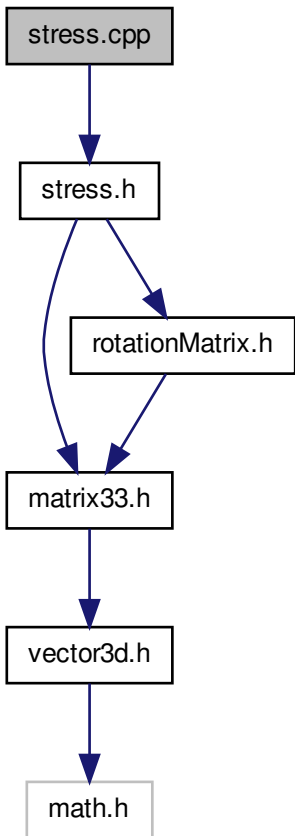 stress.cpp
stress.h
rotationMatrix.h
matrix33.h
vector3d.h
math.h